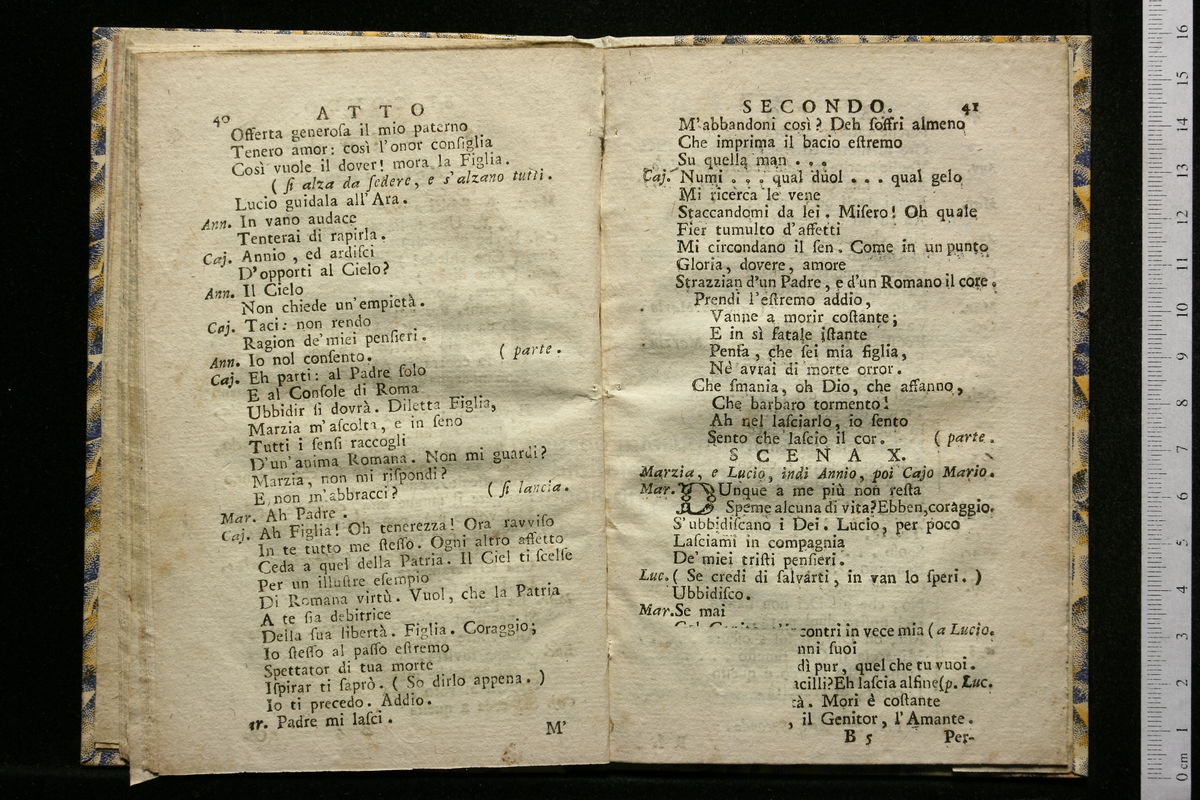 40 ATTO
Offerta generoſa il mio paterno
Tenero amor: così l'onor conſiglia
Così vuole il dover! mora la Figlia.
( ſi alza da ſedere, e s'alzano tutti.
Lucio guidala all'Ara.
Ann. In vano audace
Tenterai di rapirla.
Caj. Annio, ed ardiſci
D'opporti al Cielo?
Ann. Il Cielo
Non chiede un'empietà.
Caj. Taci: non rendo
Ragion de'miei penſieri.
Ann. Io nol conſento. ( parte.
Caj. Eh parti: al Padre ſolo
E al Conſole di Roma
Ubbidir ſi dovrà. Diletta Figlia,
Marzia m'aſcolta, e in ſeno
Tutti i ſenſi raccogli
D'un'anima Romana. Non mi guardi?
Marzia, non mi riſpondi?
E non m'abbracci? ( ſi lancia.
Mar. Ah Padre.
Caj. Ah Figlia! Oh tenerezza! Ora ravviſo
In te tutto me ſteſſo. Ogni altro affetto
Ceda a quel della Patria. Il Ciel ti ſcelſe
Per un illuſtre eſempio
Di Romana virtù. Vuol, che la Patria
A te ſia debitrice
Della ſua libertà. Figlia. Coraggio;
Io ſteſſo al paſſo eſtremo
Spettator di tua morte
Iſpirar ti ſaprò. ( So dirlo appena. )
Io ti precedo. Addio.
ar. Padre mi laſci.
M'
SECONDO. 41
M'abbandoni così? Deh ſoffri almeno
Che imprima il bacio eſtremo
Su quella man . . .
Caj. Numi . . . qual duol . . . qual gelo
Mi ricerca le vene
Staccandomi da lei. Miſero! Oh quale
Fier tumulto d'affetti
Mi circondano il ſen. Come in un punto
Gloria, dovere, amore
Strazzian d'un Padre, e d'un Romano il core.
Prendi l'eſtremo addio,
Vanne a morir coſtante;
E in sì fatale iſtante
Penſa, che ſei mia figlia,
Nè avrai di morte orror.
Che ſmania, oh Dio, che affanno,
Che barbaro tormento!
Ah nel laſciarlo, io ſento
Sento che laſcio il cor. ( parte.
SCENA X.
Marzia, e Lucio, indi Annio, poi Cajo Mario.
Mar. DUnque a me più non reſta
Speme alcuna di vita? Ebben, coràggio.
S'ubbidiſcano i Dei. Lucio, per poco
Laſciami in compagnia
De'miei triſti penſieri.
Luc. ( Se credi di ſalvarti, in van lo ſperi. )
Ubbidiſco.
Mar. Se mai
contri in vece mia ( a Lucio.
nni ſuoi
dì pur, quel che tu vuoi.
acilli? Eh laſcia alfine (p. Luc.
tà. Mori è coſtante
, il Genitor, l'Amante.
B 5 Per-